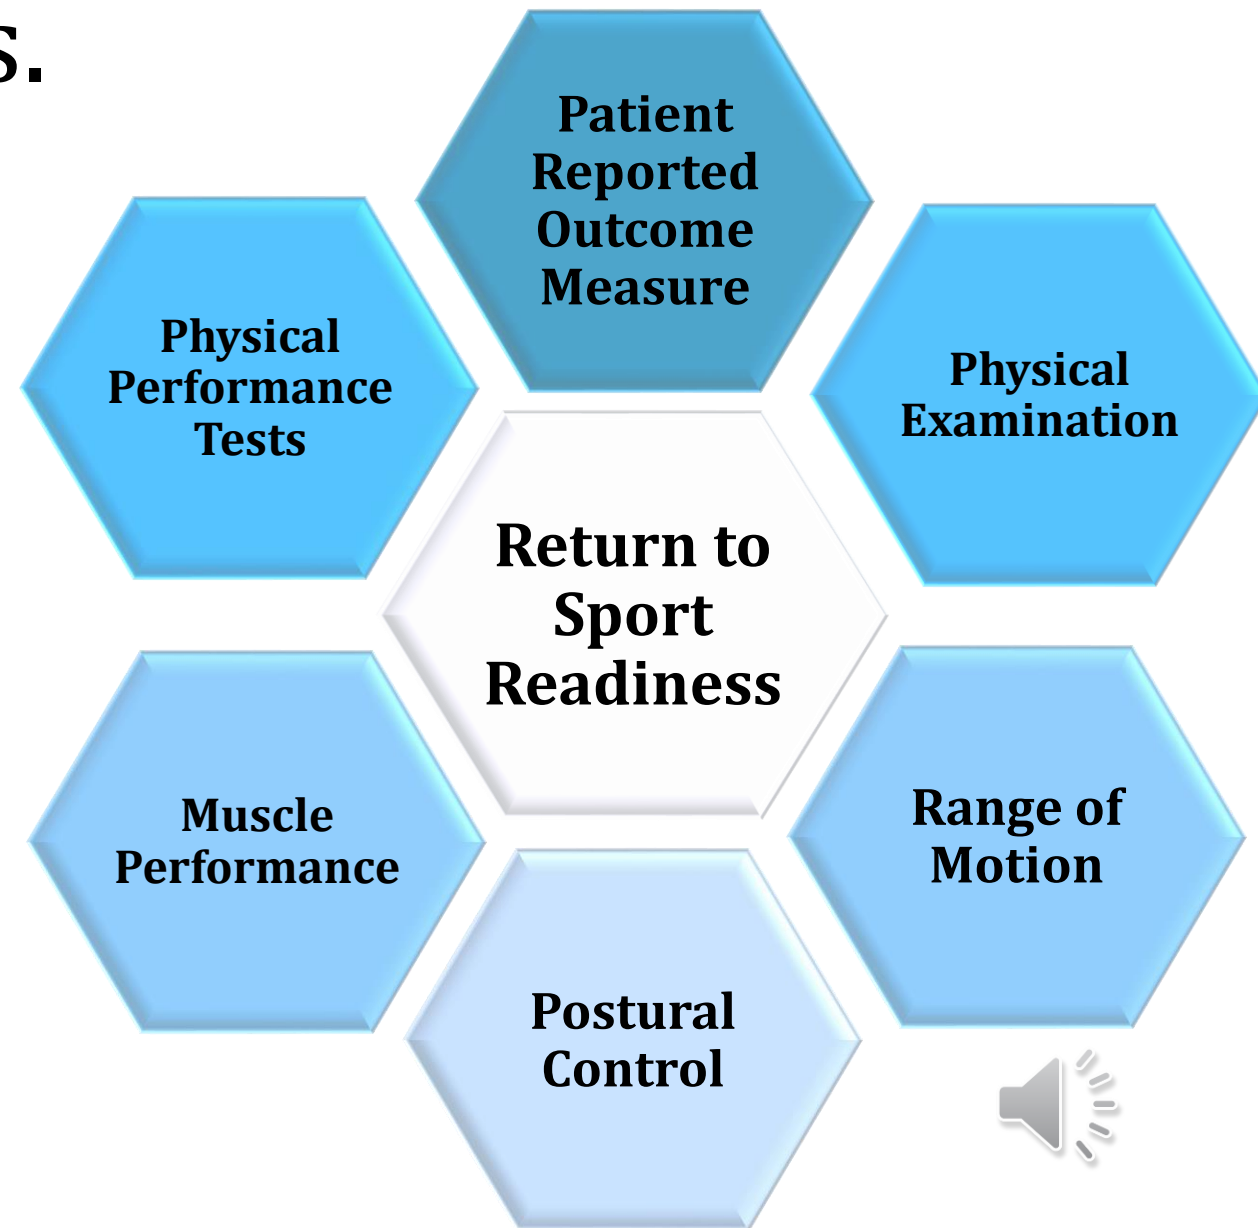 s.
Patient
Reported
Outcome
Measure
Physical
Performance
Tests
Physical
Examination
Return to
Sport
Readiness
Muscle
Performance
Range of
Motion
Postural
Control